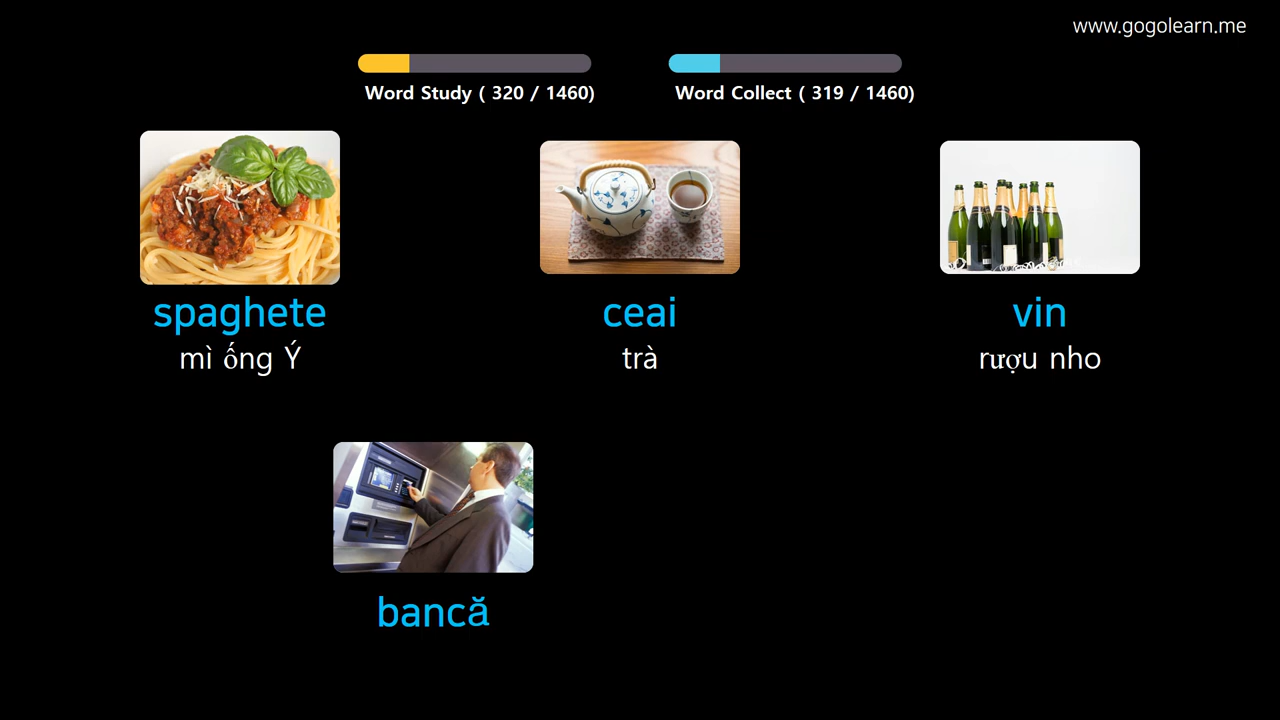 www.gogolearn.me
Word Study ( 320 / 1460)
Word Collect ( 319 / 1460)
spaghete
mì ống Ý
ceai
trà
vin
rượu nho
bancă